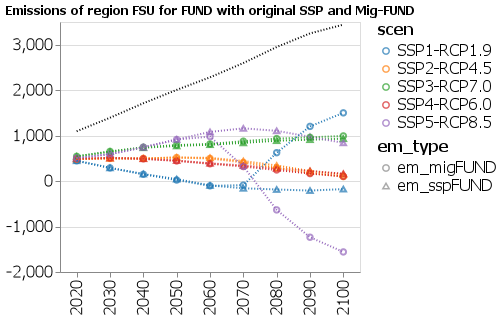 Emissions of region FSU for FUND with original SSP and Mig-FUND
3,000
2,000
1,000
0
-1,000
-2,000
2020
2030
2040
2050
2060
2070
2080
2090
2100
scen
SSP1-RCP1.9
SSP2-RCP4.5
SSP3-RCP7.0
SSP4-RCP6.0
SSP5-RCP8.5
em_type
em_migFUND
em_sspFUND